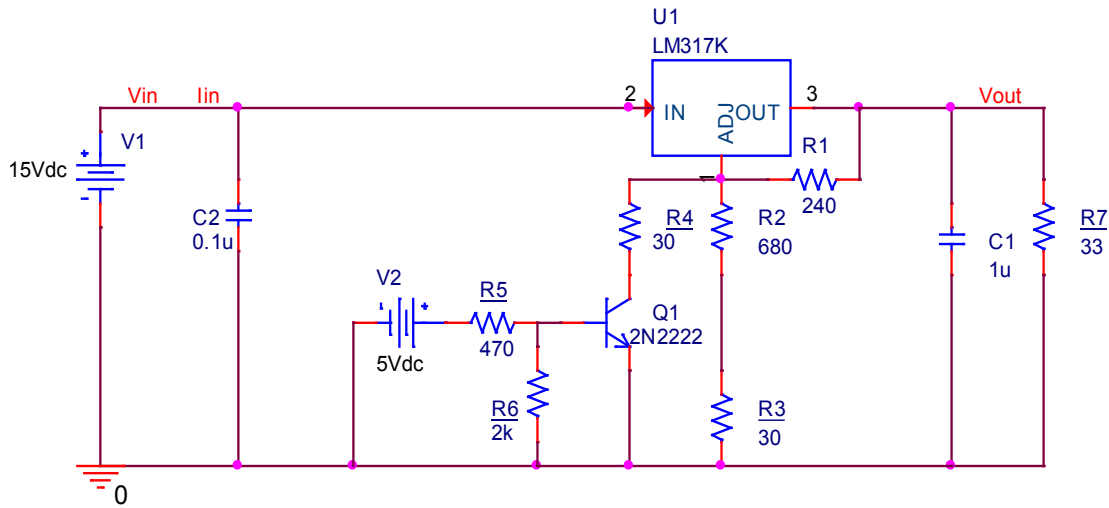 U1
LM317K
Vin
Iin
2
IN
ADJ
OUT
3
Vout
V1
15Vdc
1
R1
240
C2
0.1u
R4
30
R2
680
C1
1u
R7
33
V2
5Vdc
R5
470
Q1
2N2222
R6
2k
R3
30
0